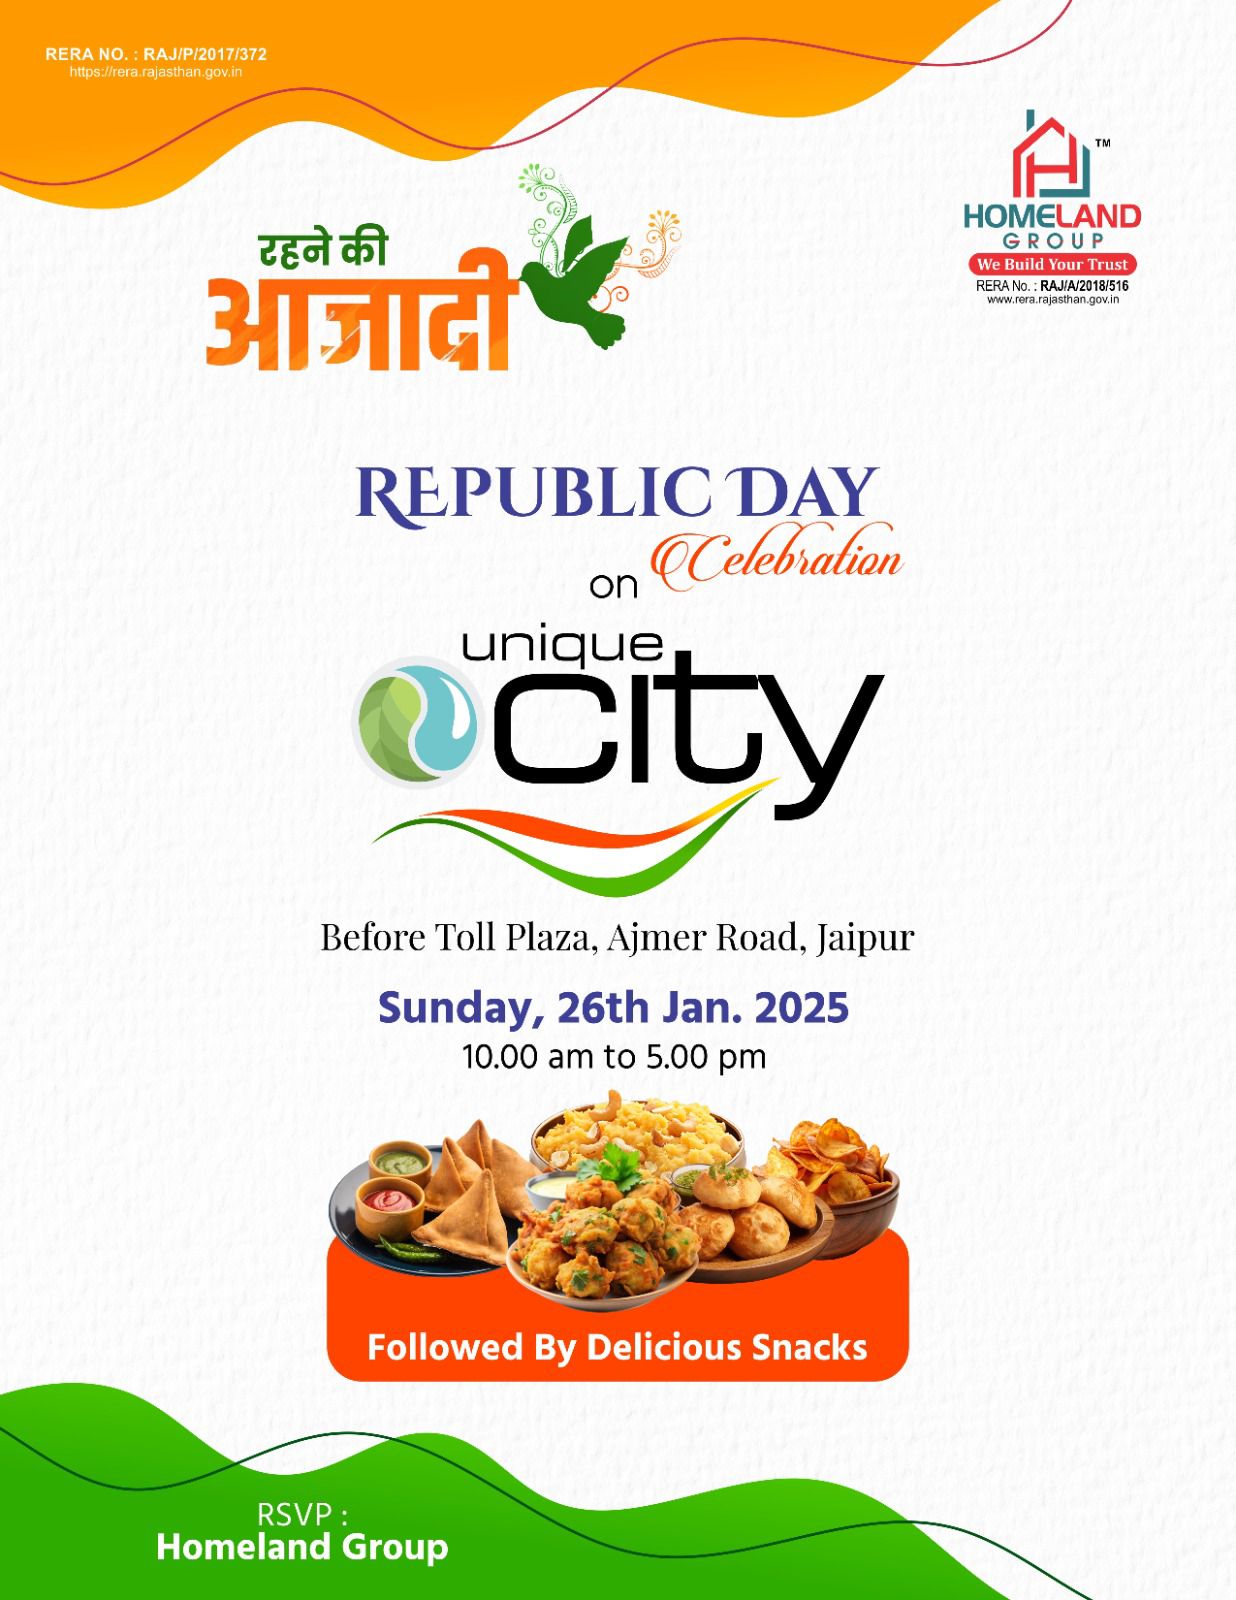 RERA NO. : RAJ/P/2017/372
https://rera.rajasthan.gov.in
TM
HOMELAND
GROUP
We Build Your Trust
RERA No. : RAJ/A/2018/516
www.rera.rajasthan.gov.in
रहने की
आज़ादी
REPUBLIC DAY
Celebration
on
unique
city
Before Toll Plaza, Ajmer Road, Jaipur
Sunday, 26th Jan. 2025
10.00 am to 5.00 pm
Followed By Delicious Snacks
RSVP :
Homeland Group